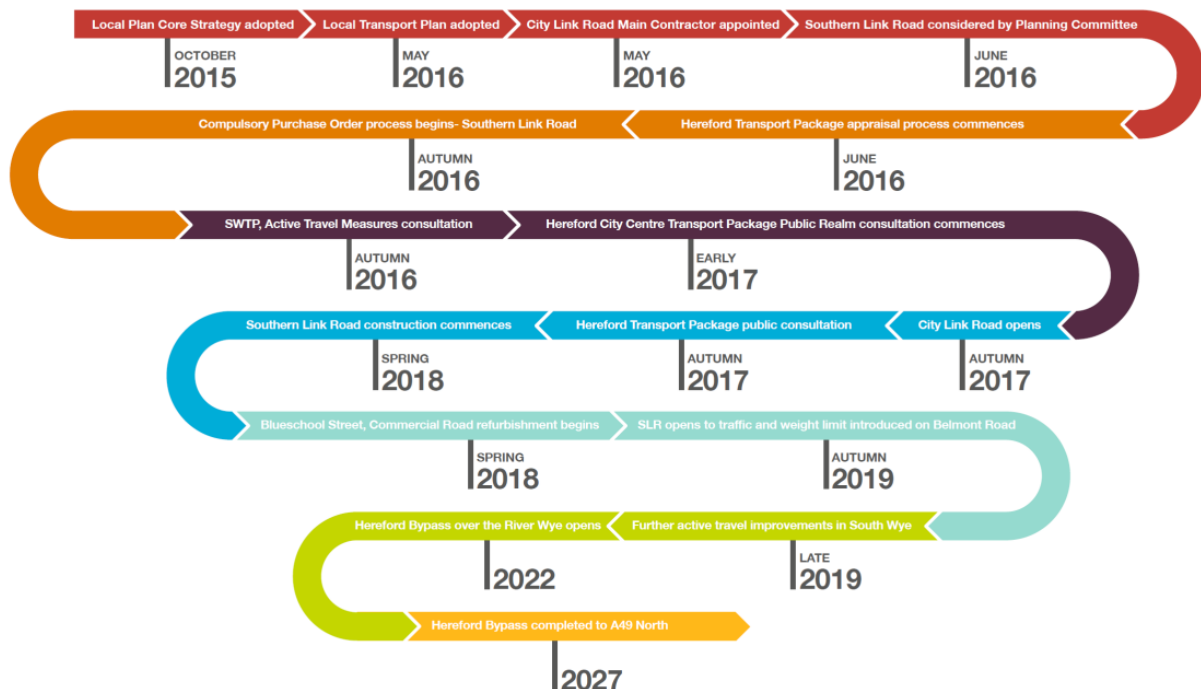 Local Plan Core Strategy adopted
OCTOBER
2015
Local Transport Plan adopted
MAY
2016
City Link Road Main Contractor appointed
MAY
2016
Southern Link Road considered by Planning Committee
JUNE
2016
Hereford Transport Package appraisal process commences
JUNE
2016
Compulsory Purchase Order process begins- Southern Link Road
AUTUMN
2016
SWTP, Active Travel Measures consultation
AUTUMN
2016
Hereford City Centre Transport Package Public Realm consultation commences
EARLY
2017
City Link Road opens
AUTUMN
2017
Hereford Transport Package public consultation
AUTUMN
2017
Southern Link Road construction commences
SPRING
2018
Blueschool Street, Commercial Road refurbishment begins
SPRING
2018
SLR opens to traffic and weight limit introduced on Belmont Road
AUTUMN
2019
Further active travel improvements in South Wye
LATE
2019
Hereford Bypass over the River Wye opens
2022
Hereford Bypass completed to A49 North
2027